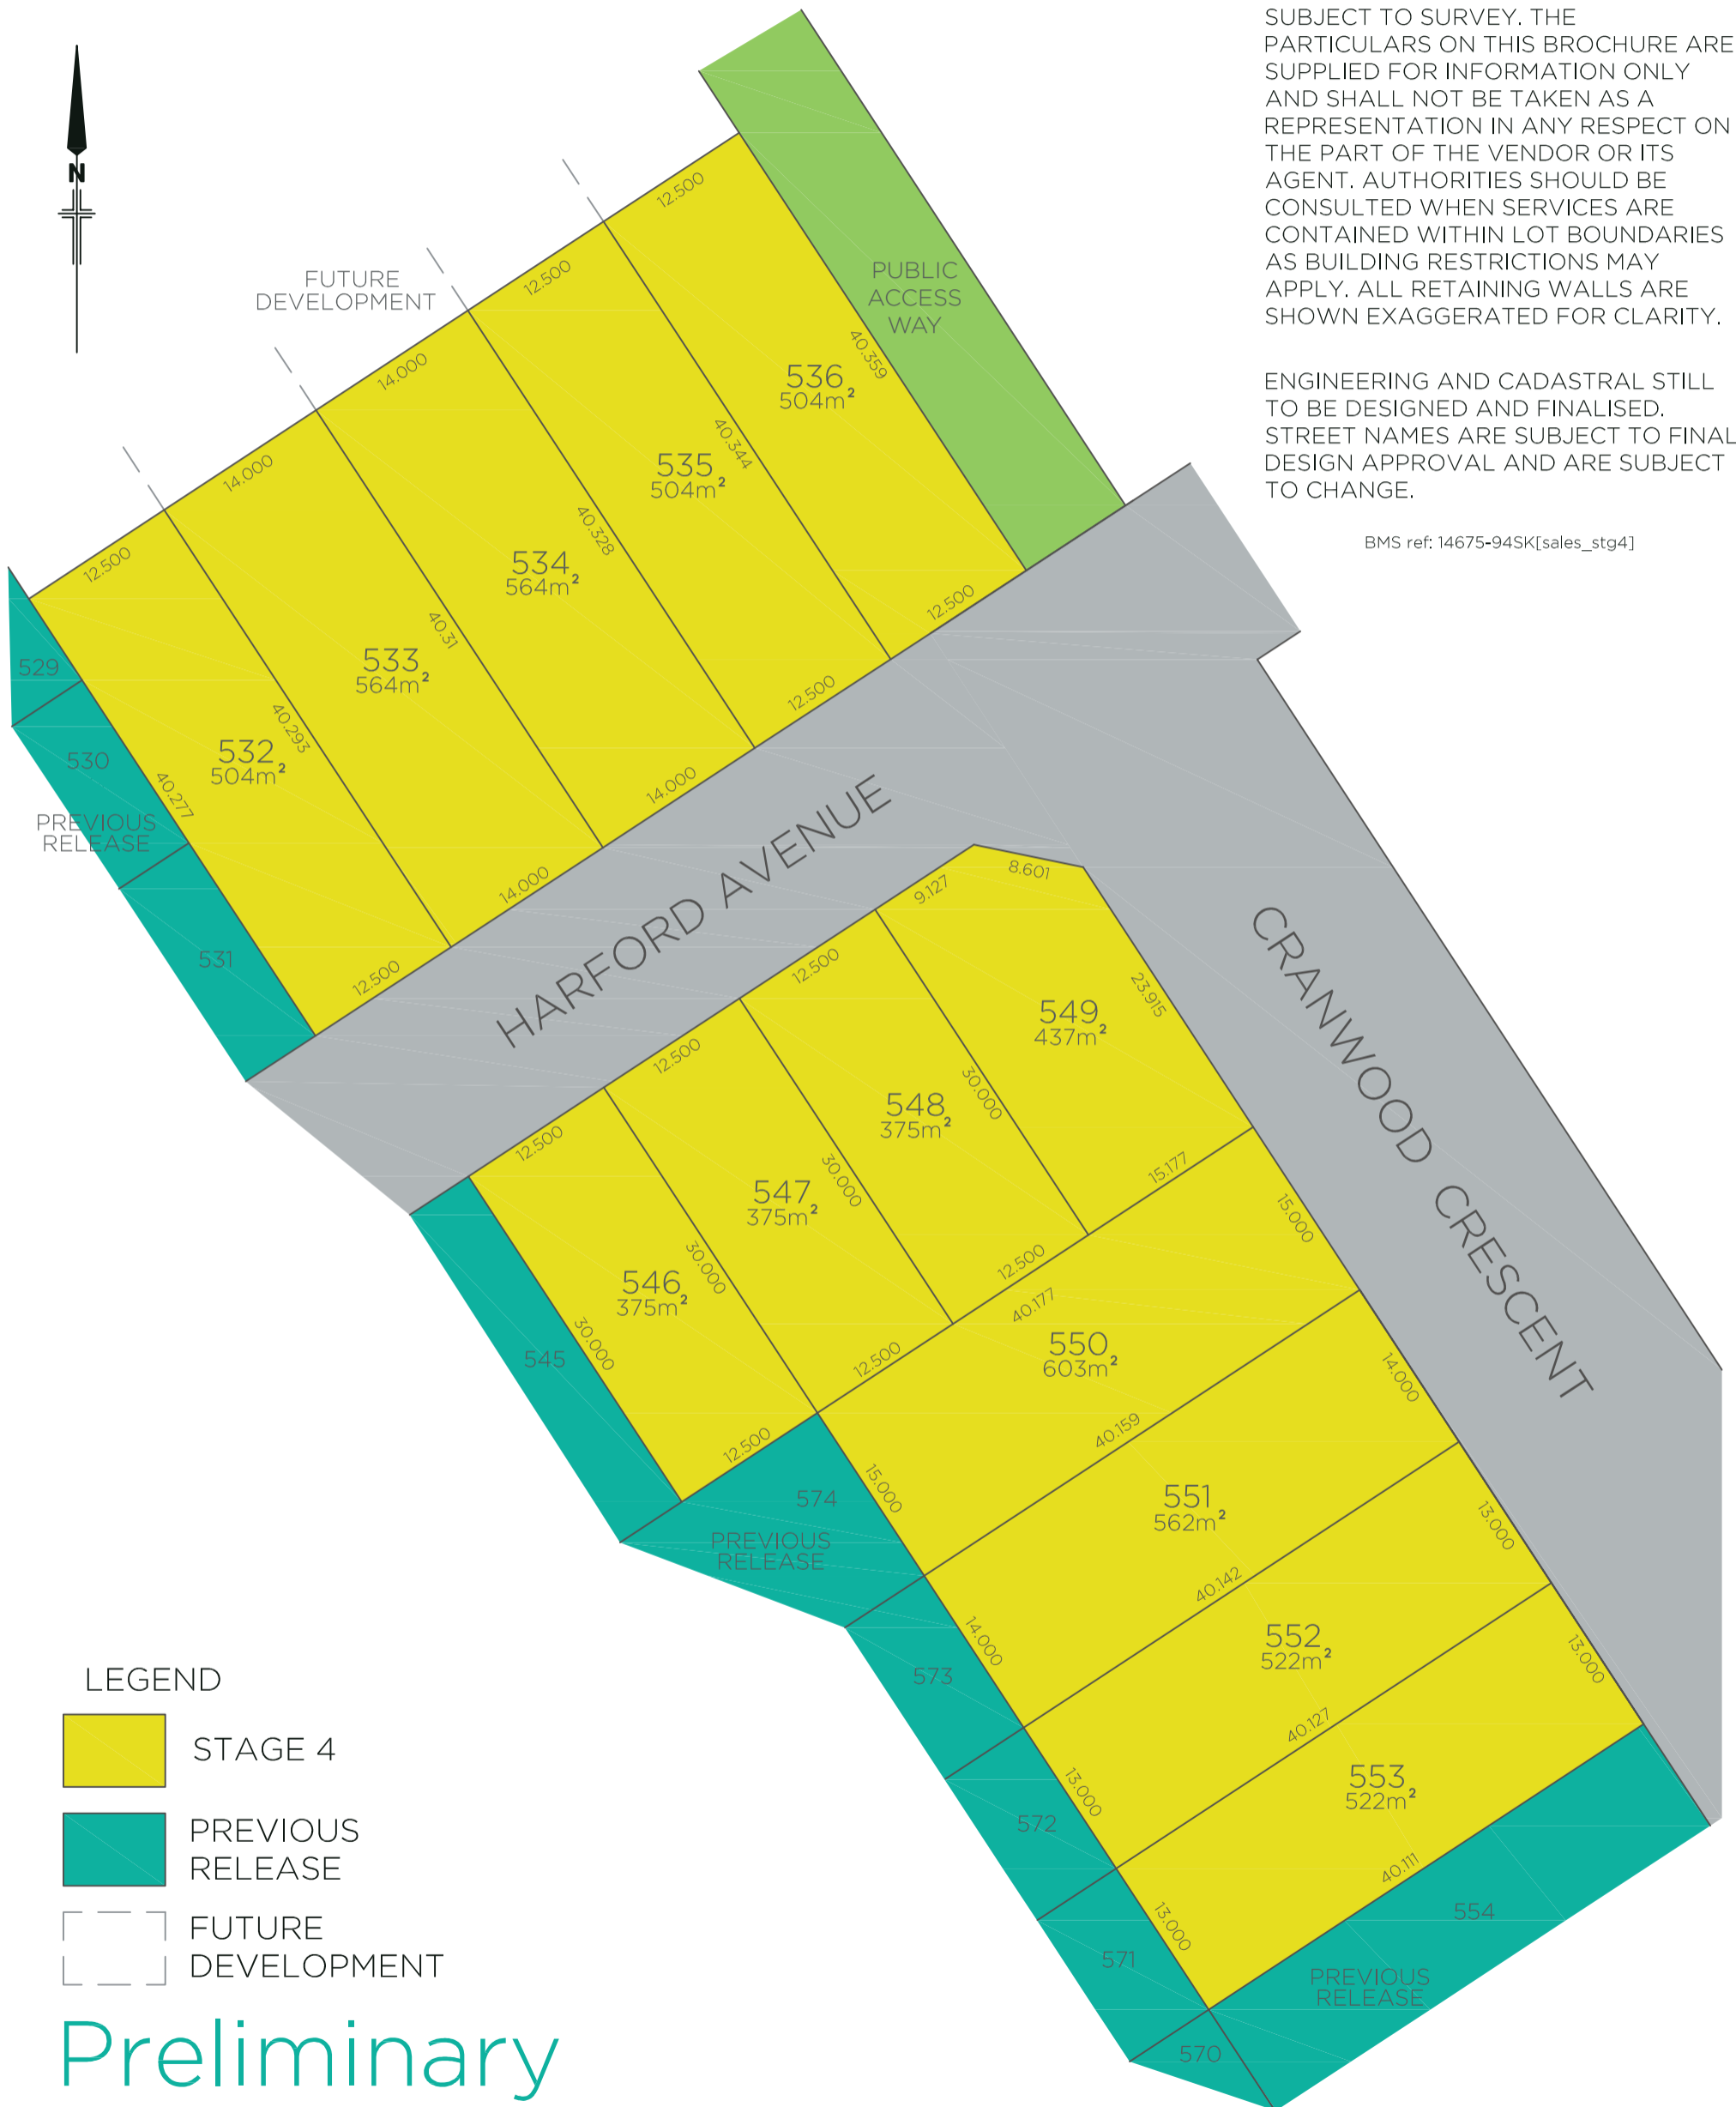 SUBJECT TO SURVEY. THE
PARTICULARS ON THIS BROCHURE ARE
SUPPLIED FOR INFORMATION ONLY
AND SHALL NOT BE TAKEN AS A
REPRESENTATION IN ANY RESPECT ON
THE PART OF THE VENDOR OR ITS
AGENT. AUTHORITIES SHOULD BE
CONSULTED WHEN SERVICES ARE
CONTAINED WITHIN LOT BOUNDARIES
AS BUILDING RESTRICTIONS MAY
APPLY. ALL RETAINING WALLS ARE
SHOWN EXAGGERATED FOR CLARITY.
ENGINEERING AND CADASTRAL STILL
TO BE DESIGNED AND FINALISED.
STREET NAMES ARE SUBJECT TO FINAL
DESIGN APPROVAL AND ARE SUBJECT
TO CHANGE.
BMS ref: 14675-94SK[sales_stg4]
N
FUTURE
DEVELOPMENT
PUBLIC
ACCESS
WAY
12.500
14.000
14.000
12.500
12.500
536
504m²
40.359
535
504m²
40.344
534
564m²
40.328
533
564m²
40.31
532
504m²
40.293
40.277
12.500
14.000
14.000
12.500
12.500
529
530
PREVIOUS
RELEASE
531
HARFORD AVENUE
CRANWOOD CRESCENT
12.500
12.500
12.500
9.127
8.601
549
437m²
23.915
548
375m²
30.000
547
375m²
30.000
546
375m²
30.000
30.000
12.500
12.500
12.500
15.177
545
40.177
550
603m²
15.000
15.000
40.159
551
562m²
14.000
14.000
40.142
552
522m²
13.000
13.000
40.127
553
522m²
13.000
13.000
40.111
574
PREVIOUS
RELEASE
573
572
571
570
554
PREVIOUS
RELEASE
LEGEND
STAGE 4
PREVIOUS
RELEASE
FUTURE
DEVELOPMENT
Preliminary